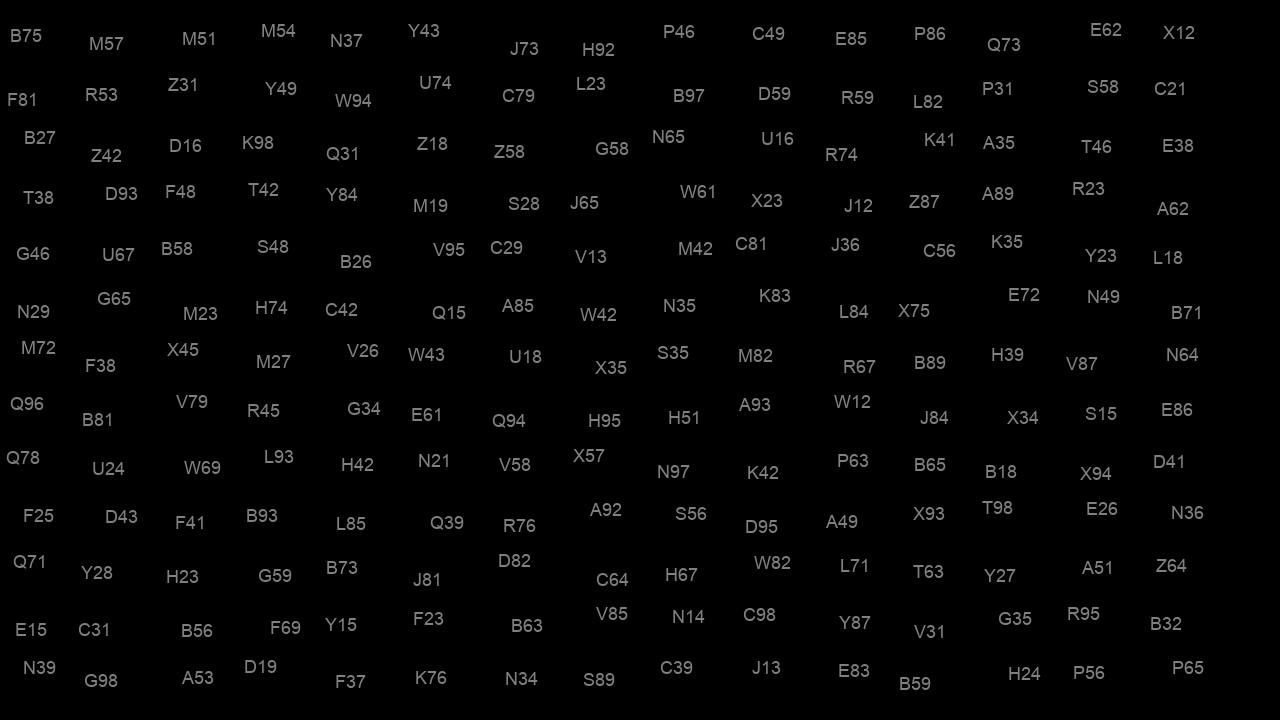 B75 M57 M51 M54 N37 Y43 J73 H92 P46 C49 E85 P86 Q73 E62 X12
F81 R53 Z31 Y49 W94 U74 C79 L23 B97 D59 R59 L82 P31 S58 C21
B27 Z42 D16 K98 Q31 Z18 Z58 G58 N65 U16 R74 K41 A35 T46 E38
T38 D93 F48 T42 Y84 M19 S28 J65 W61 X23 J12 Z87 A89 R23 A62
G46 U67 B58 S48 B26 V95 C29 V13 M42 C81 J36 C56 K35 Y23 L18
N29 G65 M23 H74 C42 Q15 A85 W42 N35 K83 L84 X75 E72 N49 B71
M72 F38 X45 M27 V26 W43 U18 X35 S35 M82 R67 B89 H39 V87 N64
Q96 B81 V79 R45 G34 E61 Q94 H95 H51 A93 W12 J84 X34 S15 E86
Q78 U24 W69 L93 H42 N21 V58 X57 N97 K42 P63 B65 B18 X94 D41
F25 D43 F41 B93 L85 Q39 R76 A92 S56 D95 A49 X93 T98 E26 N36
Q71 Y28 H23 G59 B73 J81 D82 C64 H67 W82 L71 T63 Y27 A51 Z64
E15 C31 B56 F69 Y15 F23 B63 V85 N14 C98 Y87 V31 G35 R95 B32
N39 G98 A53 D19 F37 K76 N34 S89 C39 J13 E83 B59 H24 P56 P65